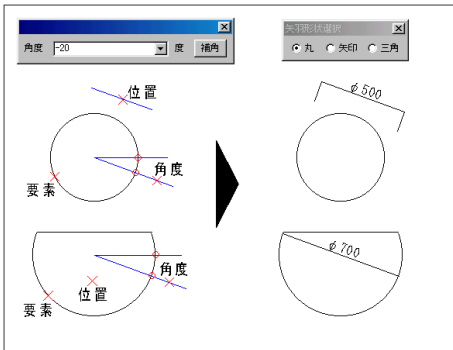 角度 -20 度 補角
矢羽形状選択
丸 矢印 三角
位置
角度
要素
φ500
角度
位置
要素
φ700